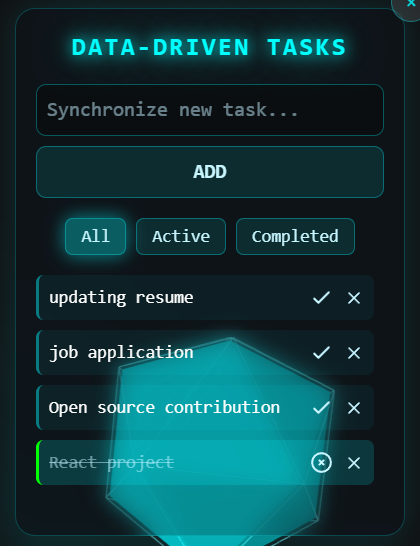 DATA-DRIVEN TASKS
Synchronize new task...
ADD
All Active Completed
updating resume
job application
Open source contribution
React project